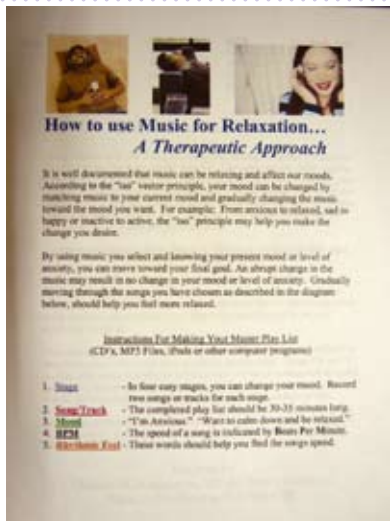 How to use Music for Relaxation…
A Therapeutic Approach
It is well documented that music can be relaxing and affect our moods.
According to the "iso" vector principle, your mood can be changed by
matching music to your current mood and gradually changing the music
toward the mood you want. For example: From anxious to relaxed, sad to
happy or inactive to active, the "iso" principle may help you make the
change you desire.
By using music you select and knowing your present mood or level of
anxiety, you can move toward your final goal. An abrupt change in the
music may result in no change in your mood or level of anxiety. Gradually
moving through the songs you have chosen as described in the diagram
below, should help you feel more relaxed.
Instructions For Making Your Master Play List
(CD's, MP3 Files, iPods or other computer programs)
1. Stage - In four easy stages, you can change your mood. Record
two songs or tracks for each stage.
2. Song/Track - The completed play list should be 30-35 minutes long.
3. Mood - "I'm Anxious." "Want to calm down and be relaxed."
4. BPM - The speed of a song is indicated by Beats Per Minute.
5. Rhythmic Feel - These words should help you find the songs speed.